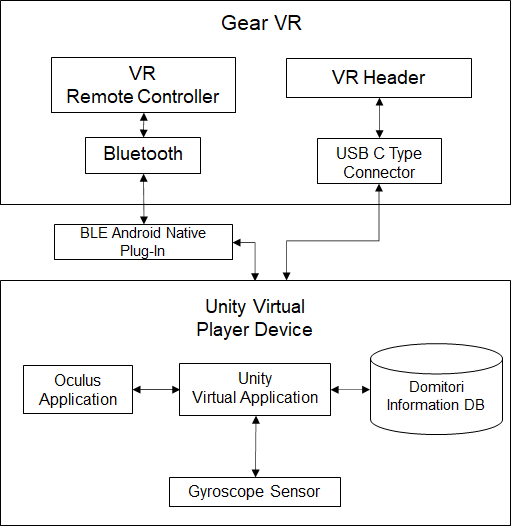 Gear VR
VR
Remote Controller
VR Header
Bluetooth
USB C Type
Connector
BLE Android Native
Plug-In
Unity Virtual
Player Device
Oculus
Application
Unity
Virtual Application
Domitori
Information DB
Gyroscope Sensor